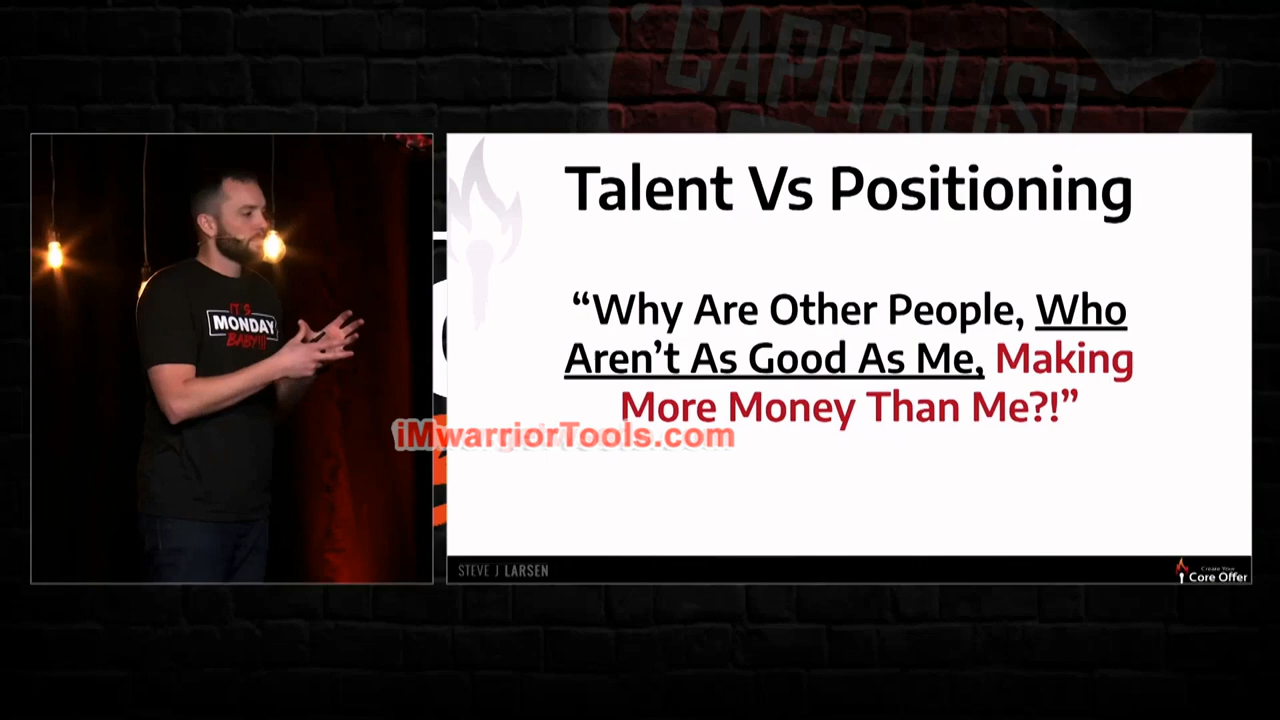 CAPITALIST
IT'S
MONDAY
BABY!!!
Talent Vs Positioning
“Why Are Other People, Who
Aren’t As Good As Me, Making
More Money Than Me?!”
iMwarriorTools.com
STEVE J LARSEN
Create Your
Core Offer